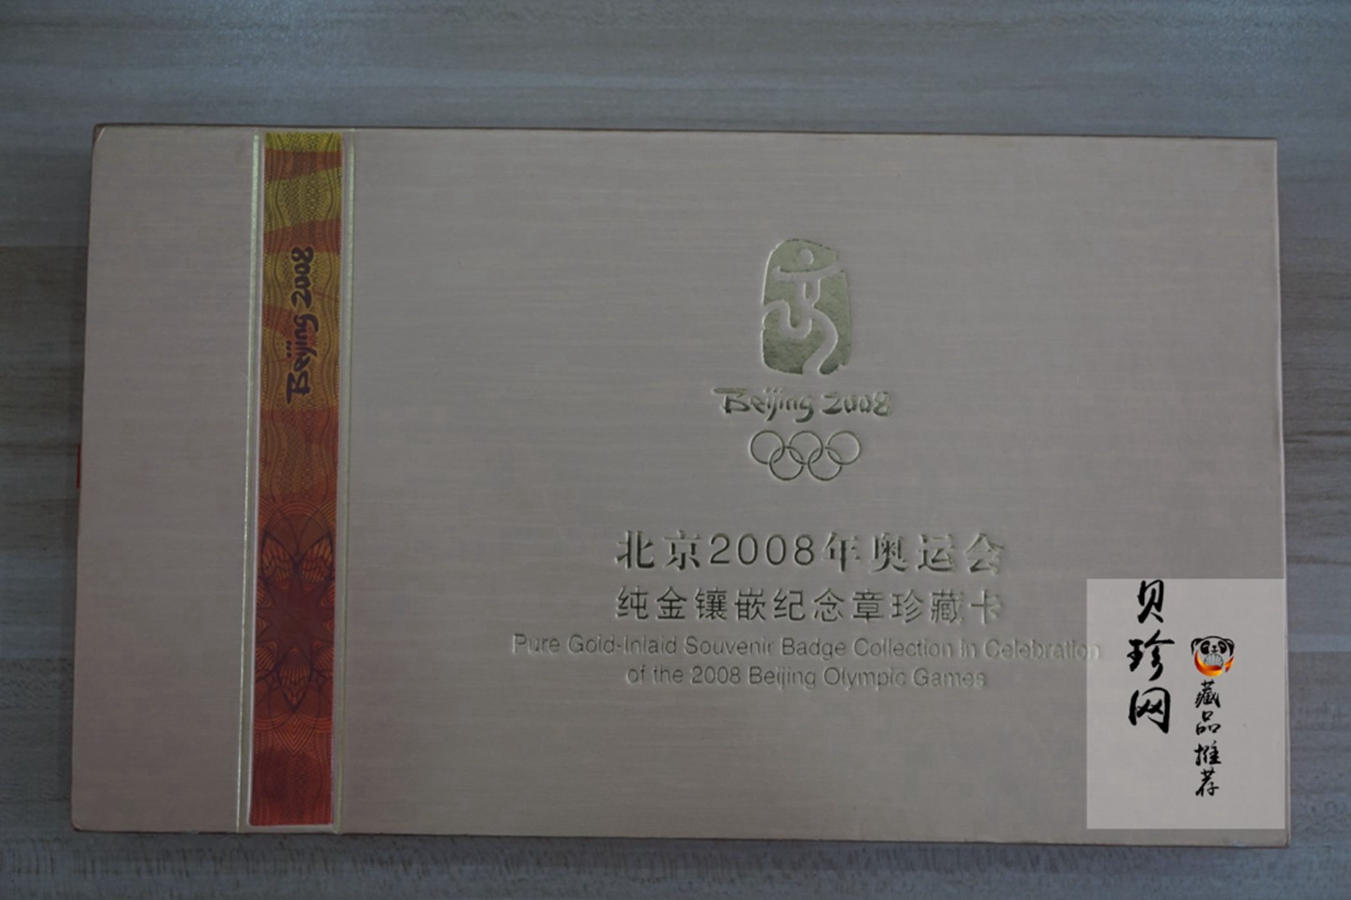 Beijing 2008
Beijing 2008
北京2008年奥运会
纯金镶嵌纪念章珍藏卡
Pure Gold-Inlaid Souvenir Badge Collection in Celebration
of the 2008 Beijing Olympic Games
贝珍网
藏品推荐